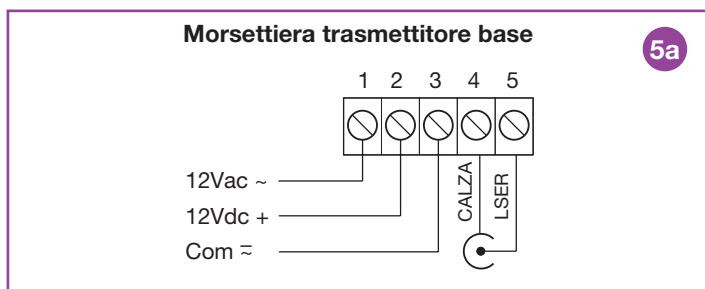 Morsettiera trasmettitore base
5a
1 2 3 4 5
CALZA
LSER
12Vac ~
12Vdc +
Com ⎓~